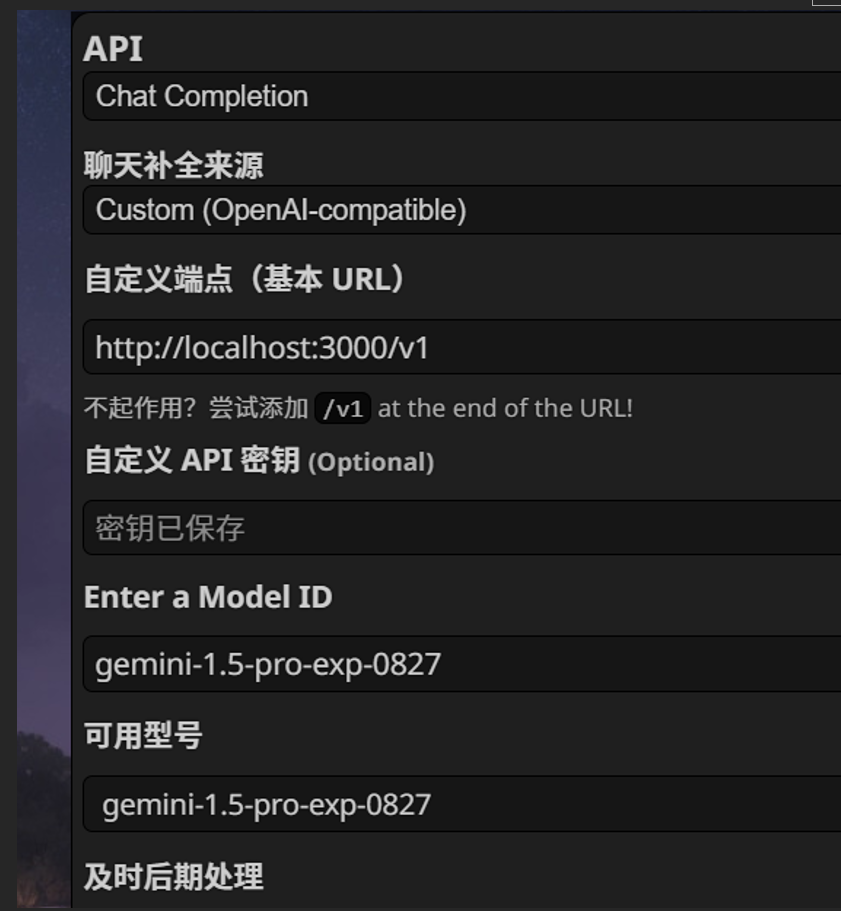 API
Chat Completion
聊天补全来源
Custom (OpenAI-compatible)
自定义端点（基本 URL）
http://localhost:3000/v1
不起作用？尝试添加 /v1 at the end of the URL!
自定义 API 密钥 (Optional)
密钥已保存
Enter a Model ID
gemini-1.5-pro-exp-0827
可用型号
gemini-1.5-pro-exp-0827
及时后期处理